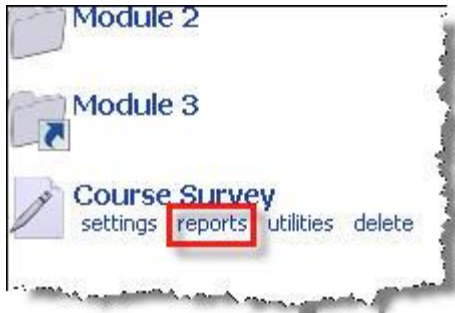 Module 2
Module 3
Course Survey
settings reports utilities delete